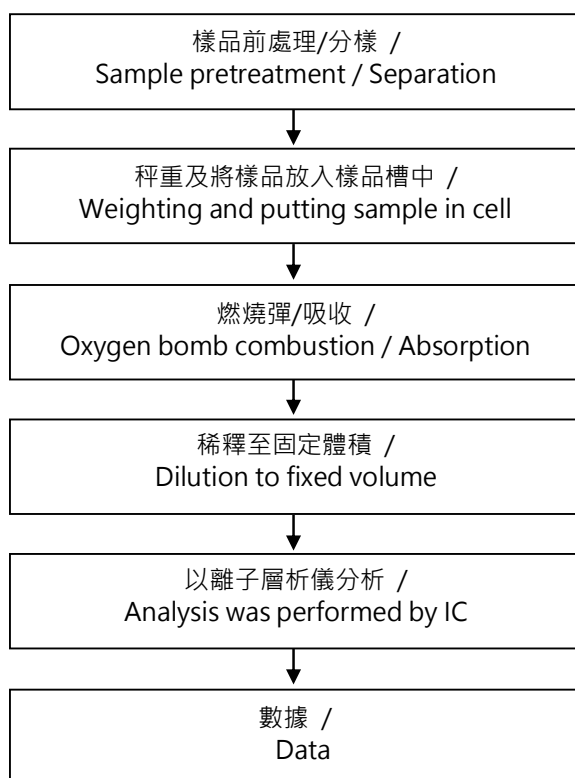 樣品前處理/分樣 /
Sample pretreatment / Separation
秤重及將樣品放入樣品槽中 /
Weighting and putting sample in cell
燃燒彈/吸收 /
Oxygen bomb combustion / Absorption
稀釋至固定體積 /
Dilution to fixed volume
以離子層析儀分析 /
Analysis was performed by IC
數據 /
Data